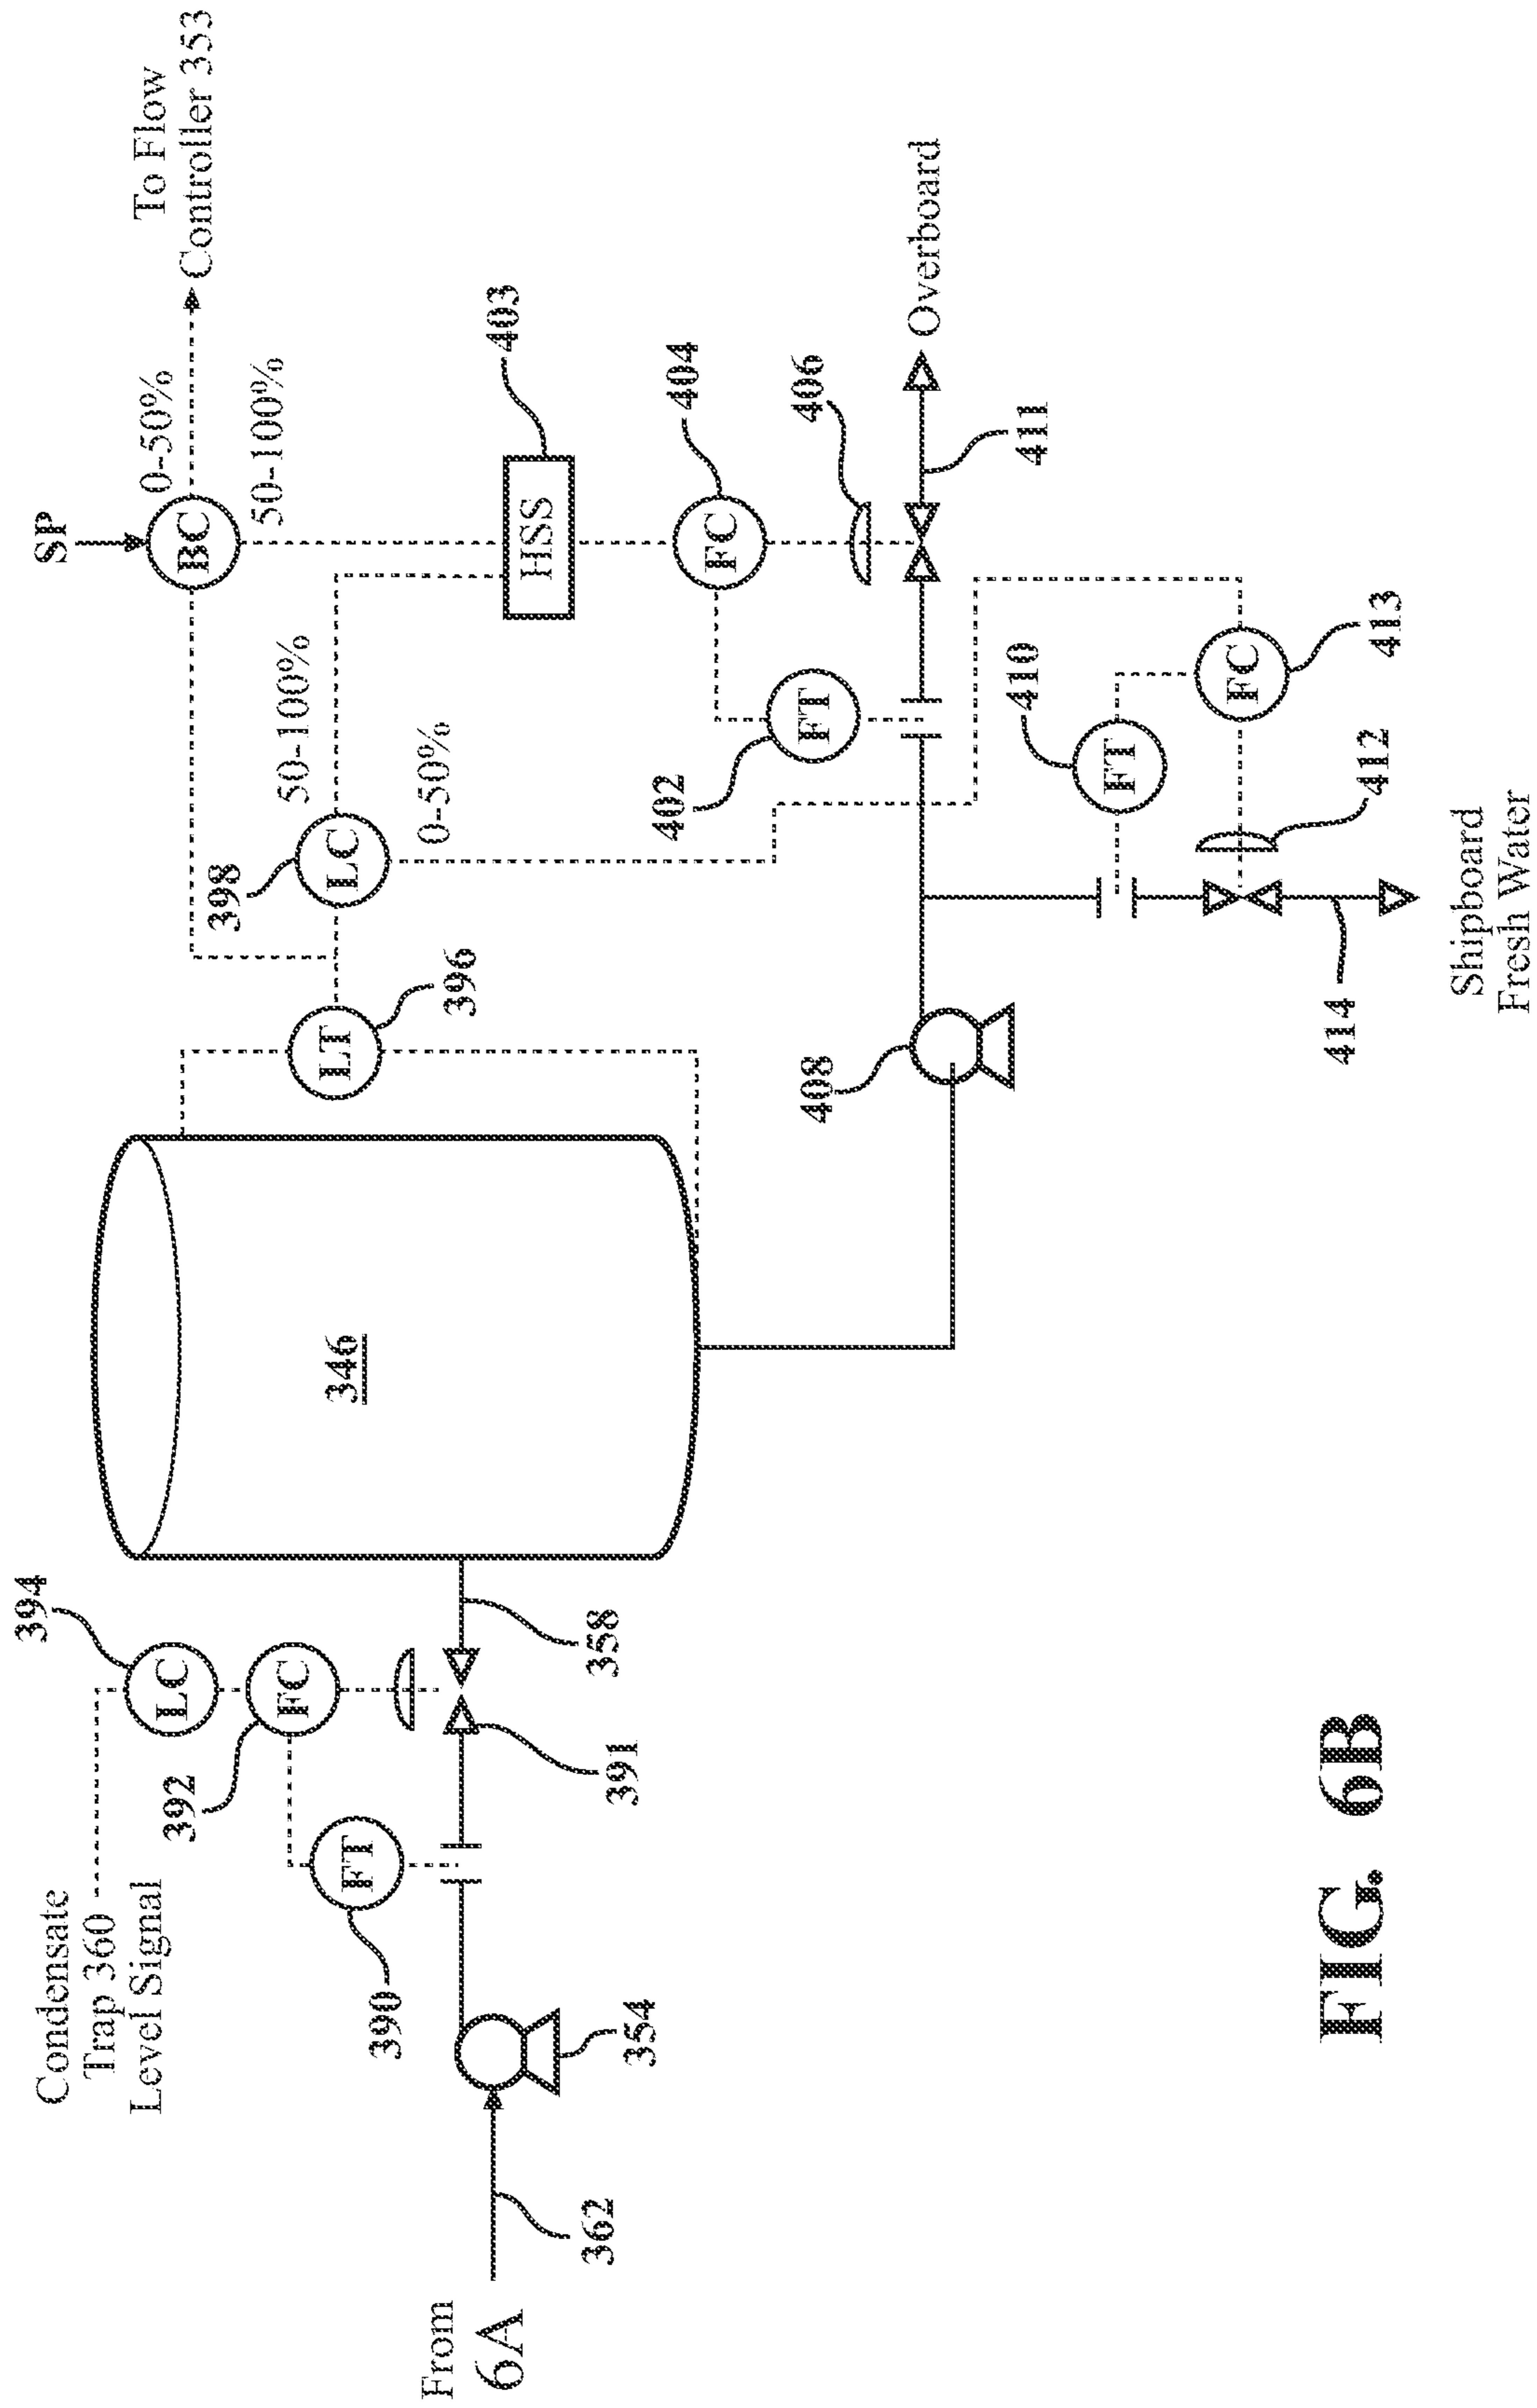 SP
BC
0-50%
50-100%
To Flow
Controller 353
394
LC
Condensate
Trap 360
Level Signal
392
FC
FT
390
391
358
From
6A
362
354
346
LT
396
398
LC
50-100%
0-50%
HSS
403
FC
404
FT
402
406
Overboard
411
408
FT
410
FC
413
412
414
Shipboard
Fresh Water
FIG. 6B